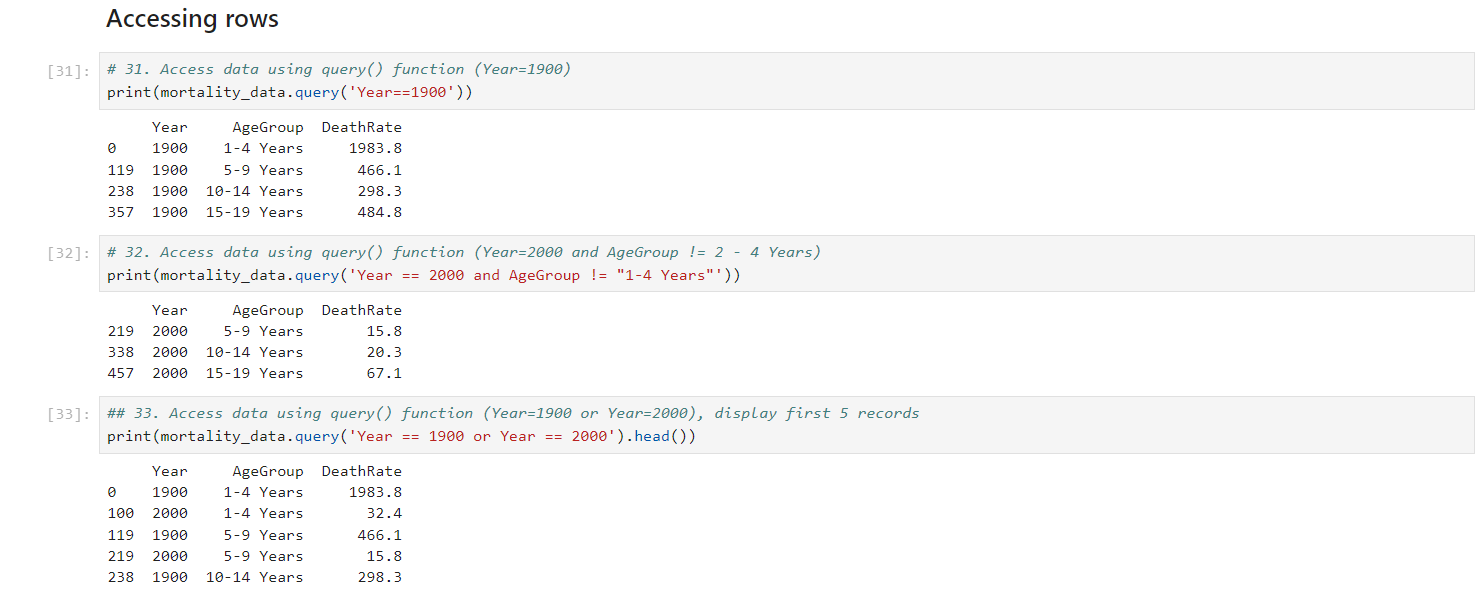 Accessing rows
[31]: # 31. Access data using query() function (Year=1900)
print(mortality_data.query('Year==1900'))
Year AgeGroup DeathRate
0 1900 1-4 Years 1983.8
119 1900 5-9 Years 466.1
238 1900 10-14 Years 298.3
357 1900 15-19 Years 484.8
[32]: # 32. Access data using query() function (Year=2000 and AgeGroup != 2 - 4 Years)
print(mortality_data.query('Year == 2000 and AgeGroup != "1-4 Years"'))
Year AgeGroup DeathRate
219 2000 5-9 Years 15.8
338 2000 10-14 Years 20.3
457 2000 15-19 Years 67.1
[33]: ## 33. Access data using query() function (Year=1900 or Year=2000), display first 5 records
print(mortality_data.query('Year == 1900 or Year == 2000').head())
Year AgeGroup DeathRate
0 1900 1-4 Years 1983.8
100 2000 1-4 Years 32.4
119 1900 5-9 Years 466.1
219 2000 5-9 Years 15.8
238 1900 10-14 Years 298.3